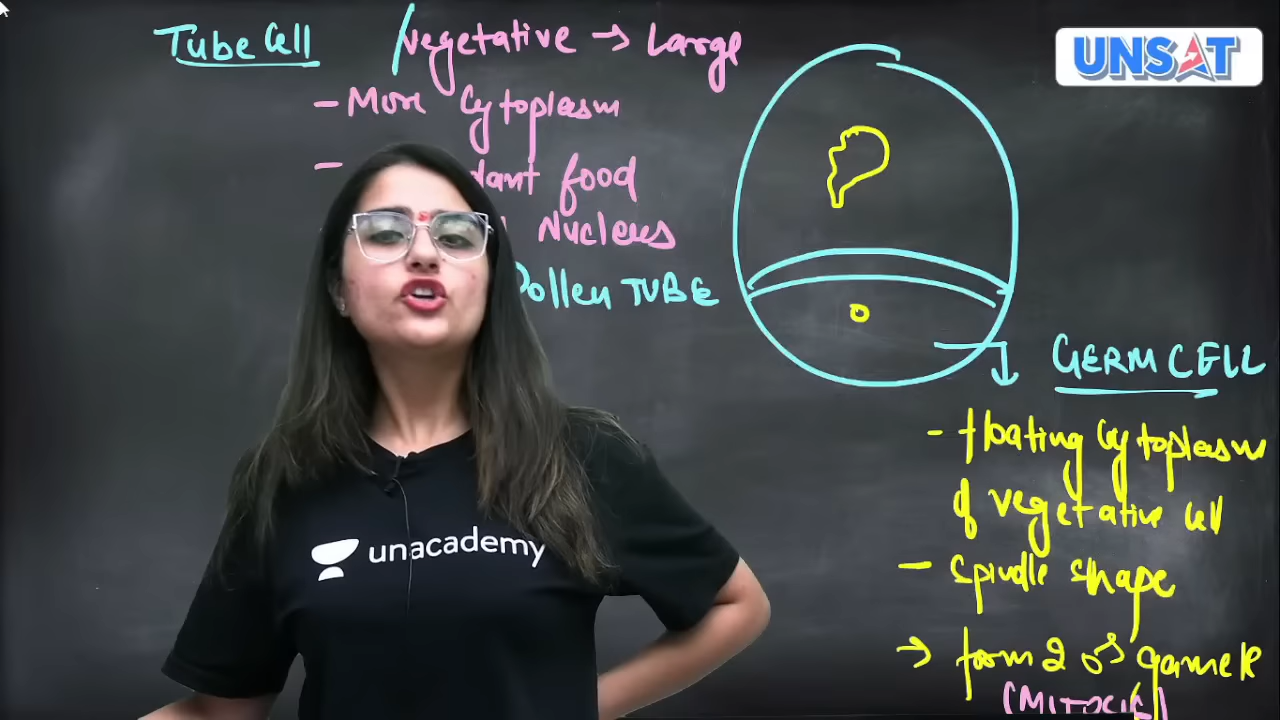 Tube Cell / Vegetative → Large
UNSAT
- More Cytoplasm
- dant food
Nucleus
Pollen TUBE
GERM CELL
- floating Cytoplasm
of vegetative Cell
- Spindle shape
→ form 2 ♂ gamete
(MITOSIS)
unacademy